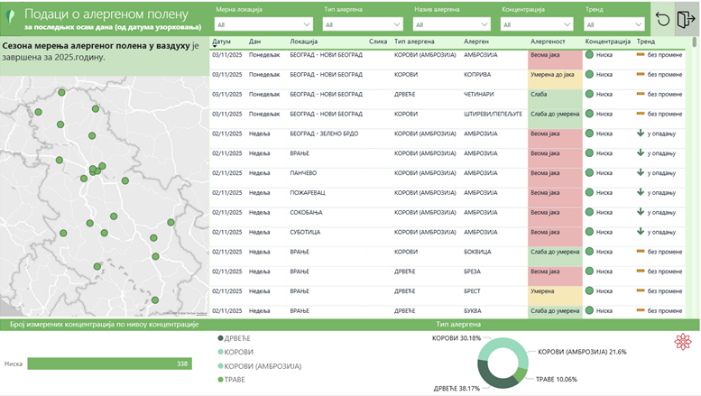 Подаци о алергеном полену
за последњих осам дана (од датума узорковања)
Мерна локација Тип алергена Назив алергена Концентрација Тренд
All All All All All
Сезона мерења алергеног полена у ваздуху је
завршена за 2025.годину.
Датум Дан Локација Слика Тип алергена Алерген Алергеност Концентрација Тренд
03/11/2025 Понедељак БЕОГРАД - НОВИ БЕОГРАД КОРОВИ (АМБРОЗИЈА) АМБРОЗИЈА Веома јака Ниска без промене
03/11/2025 Понедељак БЕОГРАД - НОВИ БЕОГРАД КОРОВИ КОПРИВА Умерена до јака Ниска без промене
03/11/2025 Понедељак БЕОГРАД - НОВИ БЕОГРАД ДРВЕЋЕ ЧЕТИНАРИ Слаба Ниска без промене
03/11/2025 Понедељак БЕОГРАД - НОВИ БЕОГРАД КОРОВИ ШТИРЕВИ/ПЕПЕЉУГЕ Слаба до умерена Ниска без промене
02/11/2025 Недеља БЕОГРАД - ЗЕЛЕНО БРДО КОРОВИ (АМБРОЗИЈА) АМБРОЗИЈА Веома јака Ниска у опадању
02/11/2025 Недеља ВРАЊЕ КОРОВИ (АМБРОЗИЈА) АМБРОЗИЈА Веома јака Ниска у опадању
02/11/2025 Недеља ПАНЧЕВО КОРОВИ (АМБРОЗИЈА) АМБРОЗИЈА Веома јака Ниска у опадању
02/11/2025 Недеља ПОЖАРЕВАЦ КОРОВИ (АМБРОЗИЈА) АМБРОЗИЈА Веома јака Ниска у опадању
02/11/2025 Недеља СОКОБАЊА КОРОВИ (АМБРОЗИЈА) АМБРОЗИЈА Веома јака Ниска у опадању
02/11/2025 Недеља СУБОТИЦА КОРОВИ (АМБРОЗИЈА) АМБРОЗИЈА Веома јака Ниска у опадању
02/11/2025 Недеља ВРАЊЕ КОРОВИ БОКВИЦА Слаба до умерена Ниска без промене
02/11/2025 Недеља ВРАЊЕ ДРВЕЋЕ БРЕЗА Веома јака Ниска без промене
02/11/2025 Недеља ВРАЊЕ ДРВЕЋЕ БРЕСТ Умерена Ниска без промене
02/11/2025 Недеља ВРАЊЕ ДРВЕЋЕ БУКВА Слаба до умерена Ниска без промене
Број измерених концентрација по нивоу концентрације Тип алергена
Ниска 338
ДРВЕЋЕ
КОРОВИ
КОРОВИ (АМБРОЗИЈА)
ТРАВЕ
КОРОВИ 30.18%
КОРОВИ (АМБРОЗИЈА) 21.6%
ТРАВЕ 10.06%
ДРВЕЋЕ 38.17%